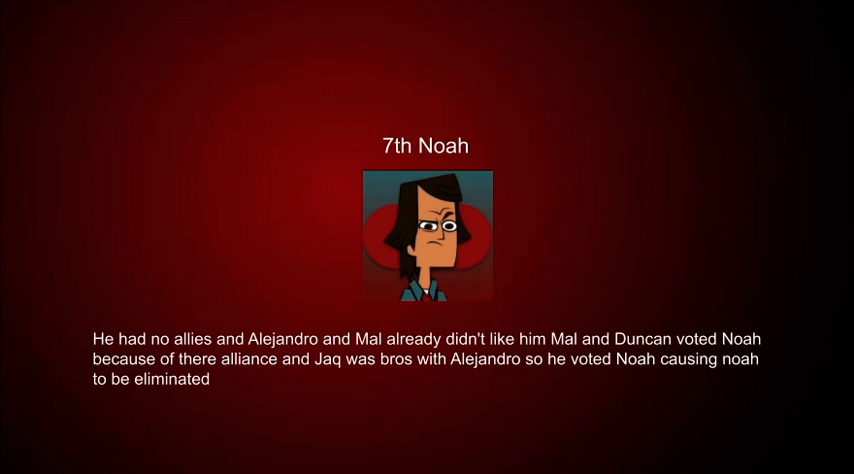 7th Noah
He had no allies and Alejandro and Mal already didn't like him Mal and Duncan voted Noah
because of there alliance and Jaq was bros with Alejandro so he voted Noah causing noah
to be eliminated